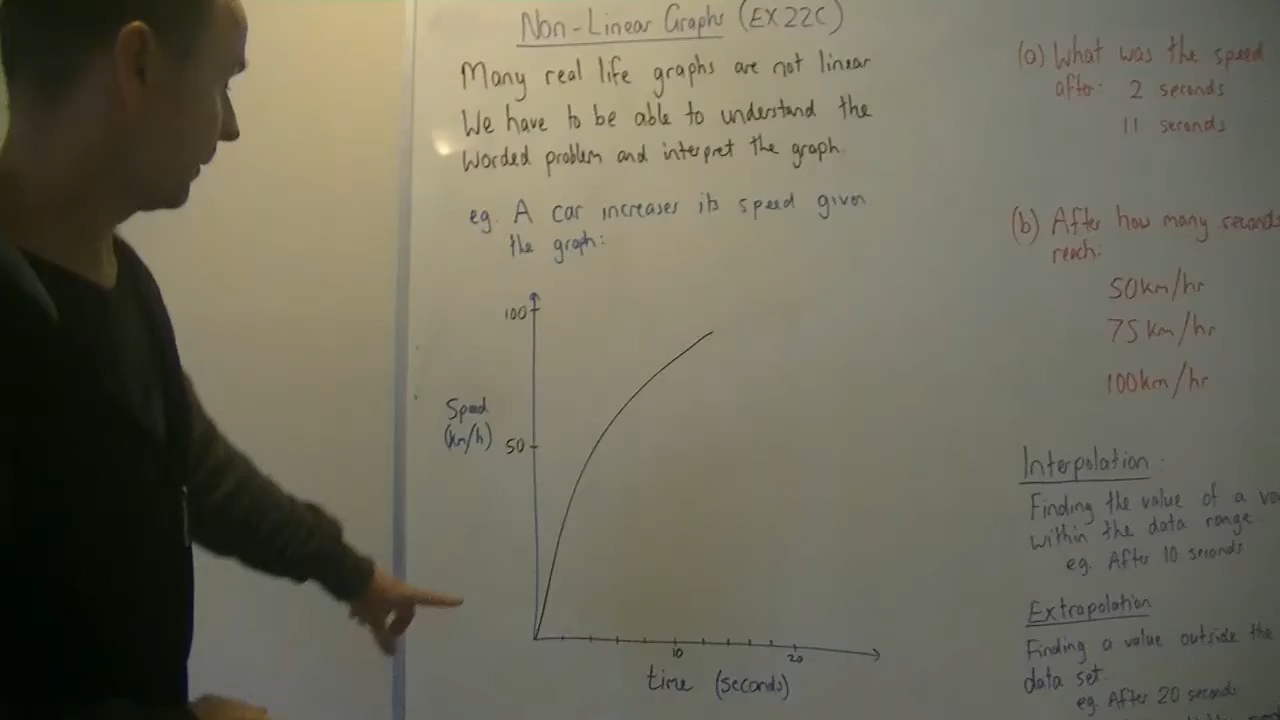 Non-Linear Graphs (EX 22C)
Many real life graphs are not linear
We have to be able to understand the
worded problem and interpret the graph.
eg. A car increases its speed given
the graph:
100
Speed
(km/h)
50
10
20
time (seconds)
(a) What was the speed
after: 2 seconds
11 seconds
(b) After how many seconds
reach:
50km/hr
75km/hr
100km/hr
Interpolation
Finding the value of a
within the data range
eg. After 10 seconds
Extrapolation
Finding a value outside the
data set.
eg. After 20 seconds